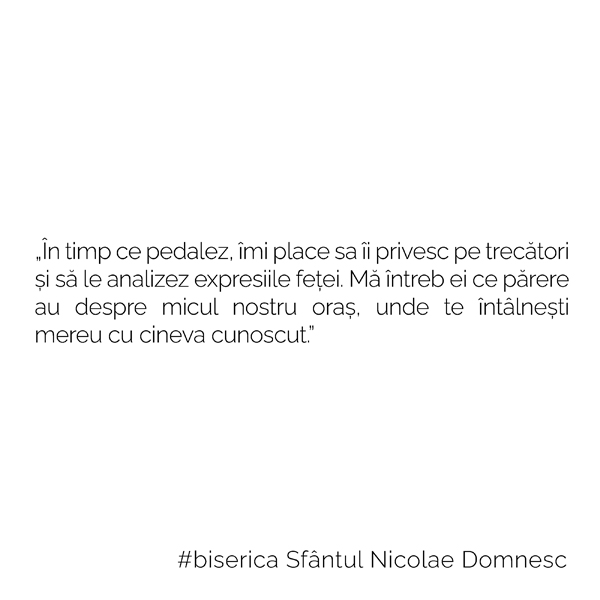 „În timp ce pedalez, îmi place sa îi privesc pe trecători
și să le analizez expresiile feței. Mă întreb ei ce părere
au despre micul nostru oraș, unde te întâlnești
mereu cu cineva cunoscut.”
#biserica Sfântul Nicolae Domnesc